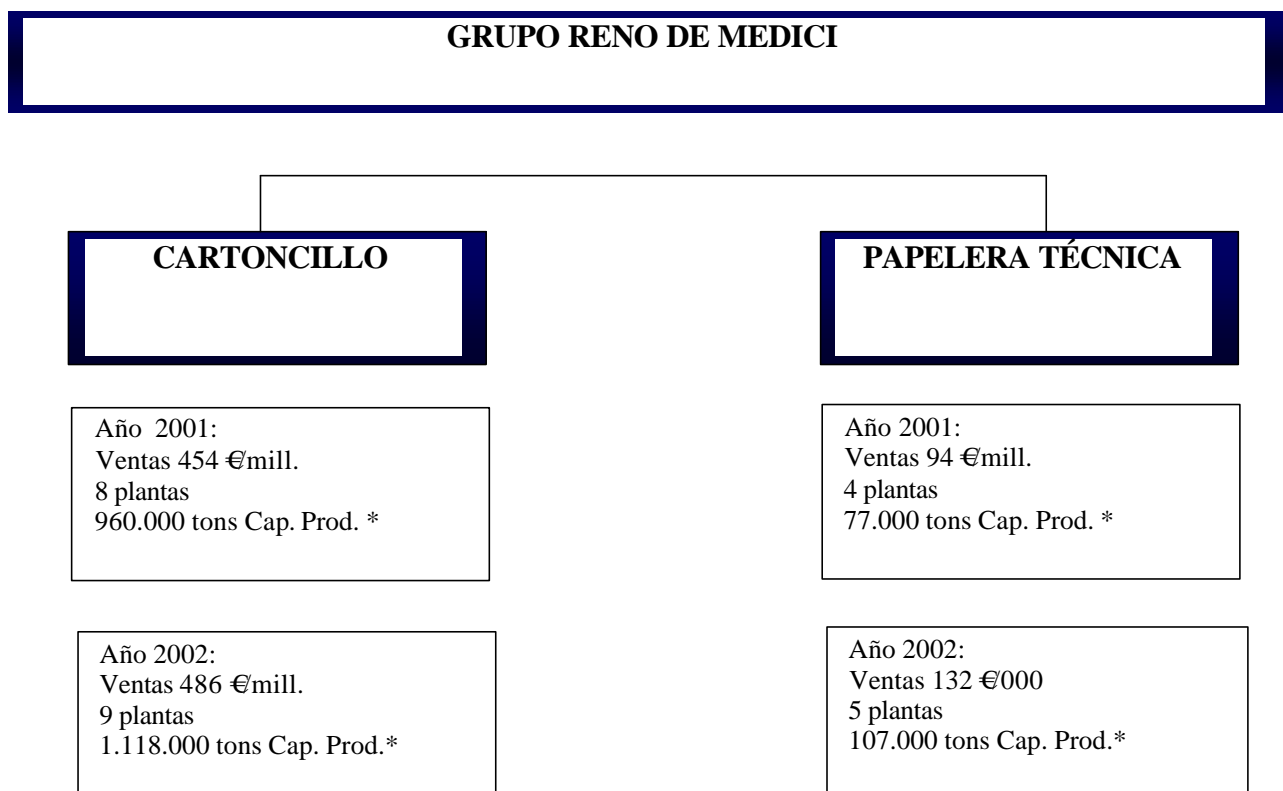 GRUPO RENO DE MEDICI
CARTONCILLO
PAPELERA TÉCNICA
Año 2001:
Ventas 454 €/mill.
8 plantas
960.000 tons Cap. Prod. *
Año 2001:
Ventas 94 €/mill.
4 plantas
77.000 tons Cap. Prod. *
Año 2002:
Ventas 486 €/mill.
9 plantas
1.118.000 tons Cap. Prod.*
Año 2002:
Ventas 132 €/000
5 plantas
107.000 tons Cap. Prod.*